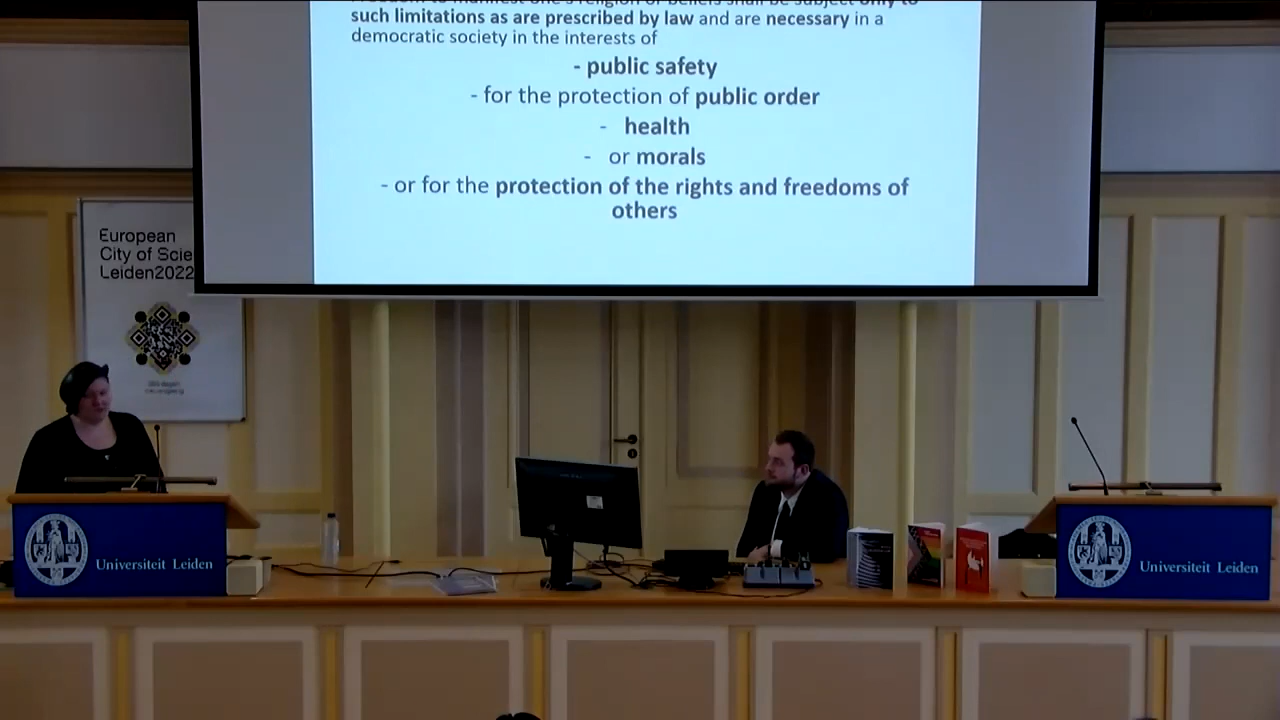 such limitations as are prescribed by law and are necessary in a
democratic society in the interests of
- public safety
- for the protection of public order
- health
- or morals
- or for the protection of the rights and freedoms of
others
European
City of Scie
Leiden2022
Universiteit Leiden
Universiteit Leiden